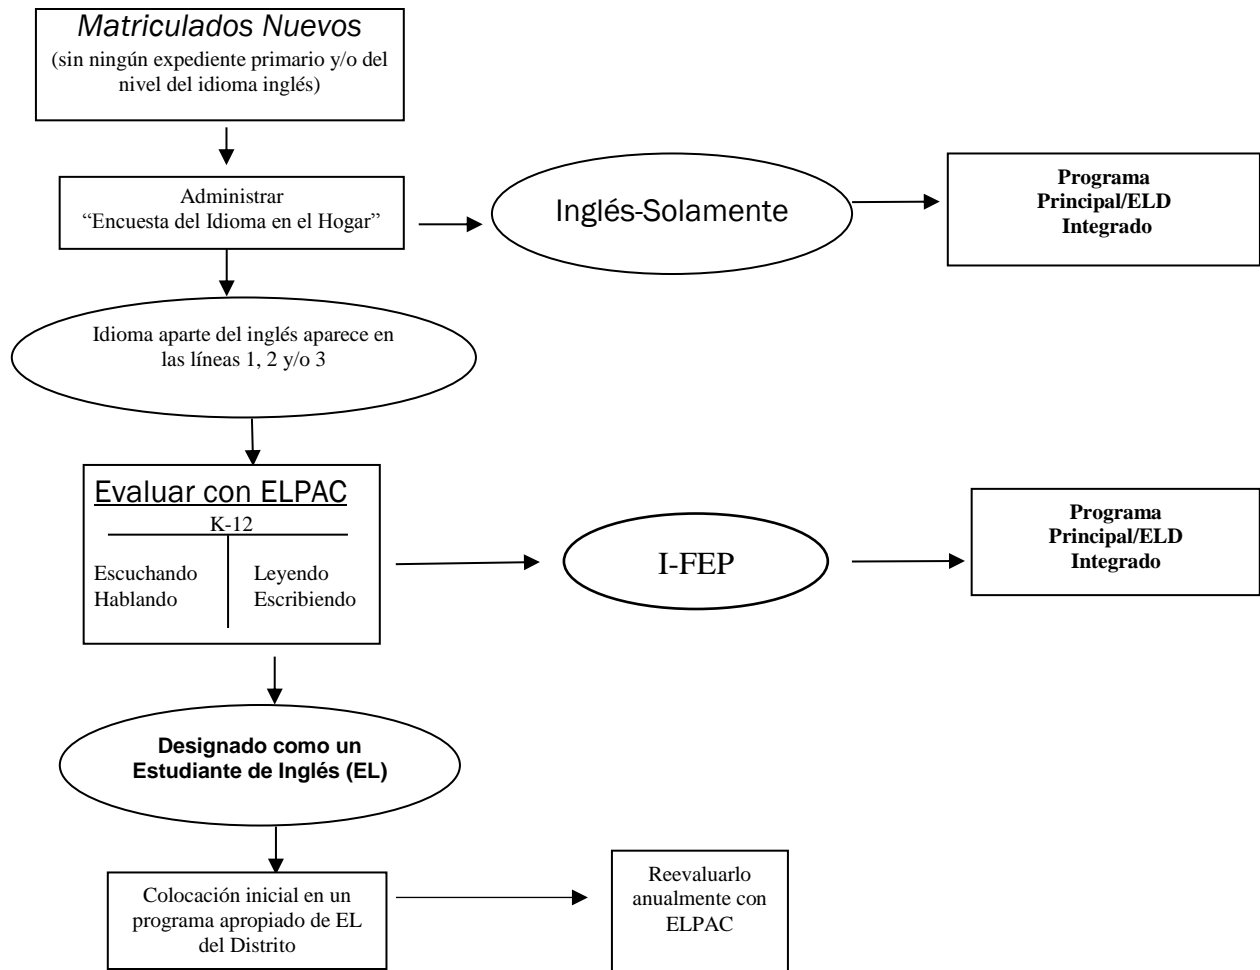 Matriculados Nuevos
(sin ningún expediente primario y/o del
nivel del idioma inglés)
Administrar
“Encuesta del Idioma en el Hogar”
Inglés-Solamente
Programa
Principal/ELD
Integrado
Idioma aparte del inglés aparece en
las líneas 1, 2 y/o 3
Evaluar con ELPAC
K-12
Escuchando
Hablando
Leyendo
Escribiendo
I-FEP
Programa
Principal/ELD
Integrado
Designado como un
Estudiante de Inglés (EL)
Colocación inicial en un
programa apropiado de EL
del Distrito
Reevaluarlo
anualmente con
ELPAC